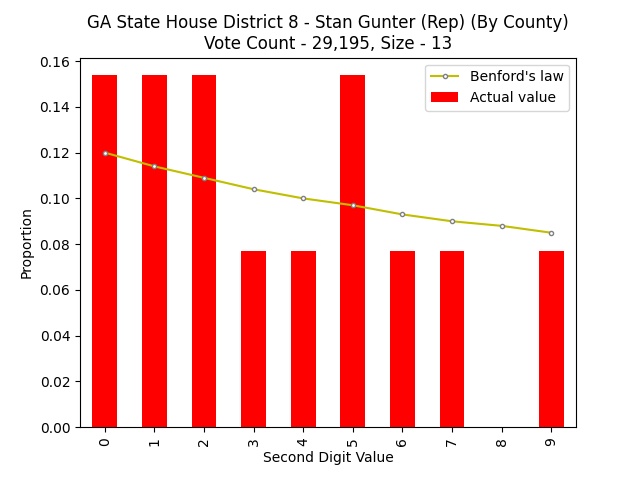 GA State House District 8 - Stan Gunter (Rep) (By County)
Vote Count - 29,195, Size - 13
Benford's law
Actual value
0.16
0.14
0.12
0.10
0.08
0.06
0.04
0.02
0.00
Proportion
0 1 2 3 4 5 6 7 8 9
Second Digit Value